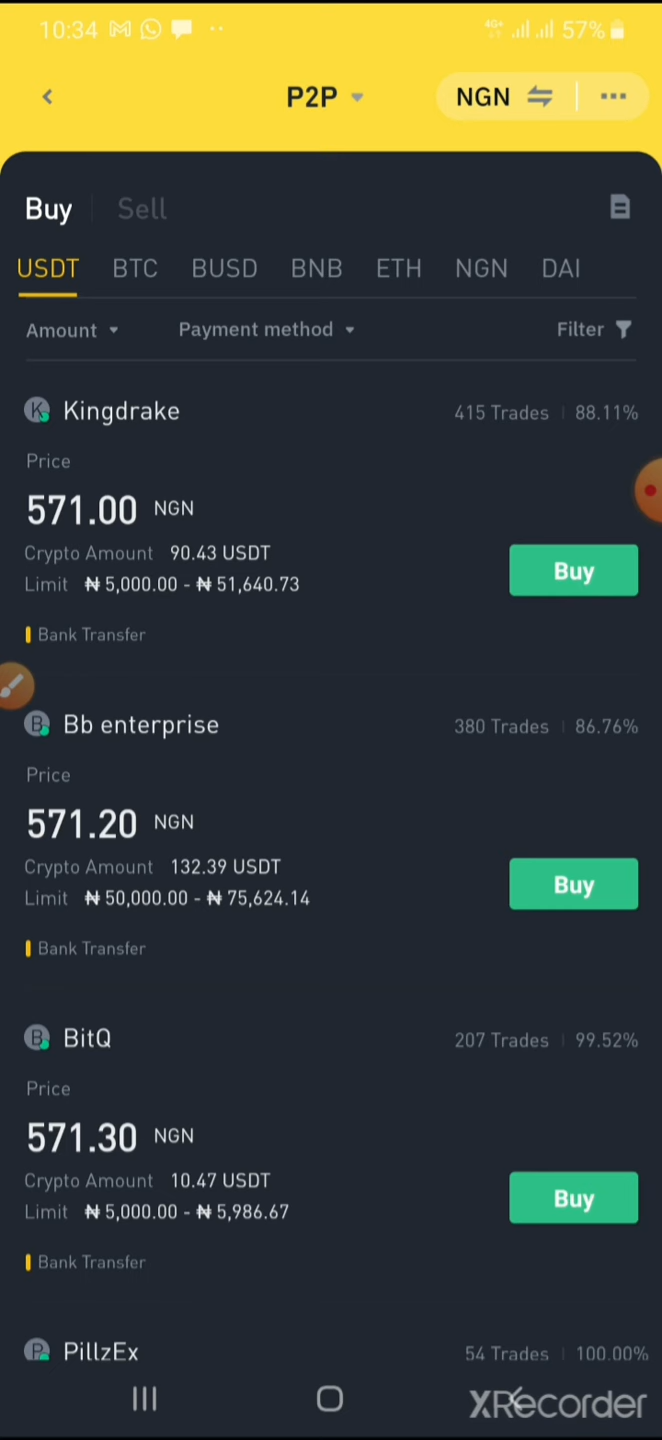 10:34 4G+ 57%
P2P NGN
Buy Sell
USDT BTC BUSD BNB ETH NGN DAI
Amount Payment method Filter
K Kingdrake 415 Trades 88.11%
Price
571.00 NGN
Crypto Amount 90.43 USDT
Limit ₦ 5,000.00 - ₦ 51,640.73
Buy
Bank Transfer
B Bb enterprise 380 Trades 86.76%
Price
571.20 NGN
Crypto Amount 132.39 USDT
Limit ₦ 50,000.00 - ₦ 75,624.14
Buy
Bank Transfer
B BitQ 207 Trades 99.52%
Price
571.30 NGN
Crypto Amount 10.47 USDT
Limit ₦ 5,000.00 - ₦ 5,986.67
Buy
Bank Transfer
P PillzEx 54 Trades 100.00%
XRecorder